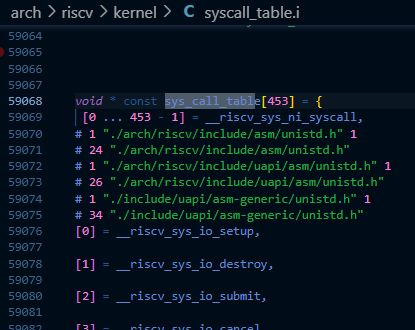 arch > riscv > kernel > C syscall_table.i
59064
59065
59066
59067
59068 void * const sys_call_table[453] = {
59069 [0 ... 453 - 1] = __riscv_sys_ni_syscall,
59070 # 1 "./arch/riscv/include/asm/unistd.h" 1
59071 # 24 "./arch/riscv/include/asm/unistd.h"
59072 # 1 "./arch/riscv/include/uapi/asm/unistd.h" 1
59073 # 26 "./arch/riscv/include/uapi/asm/unistd.h"
59074 # 1 "./include/uapi/asm-generic/unistd.h" 1
59075 # 34 "./include/uapi/asm-generic/unistd.h"
59076 [0] = __riscv_sys_io_setup,
59077
59078 [1] = __riscv_sys_io_destroy,
59079
59080 [2] = __riscv_sys_io_submit,
59081
59082 [3] = __riscv_sys_io_cancel